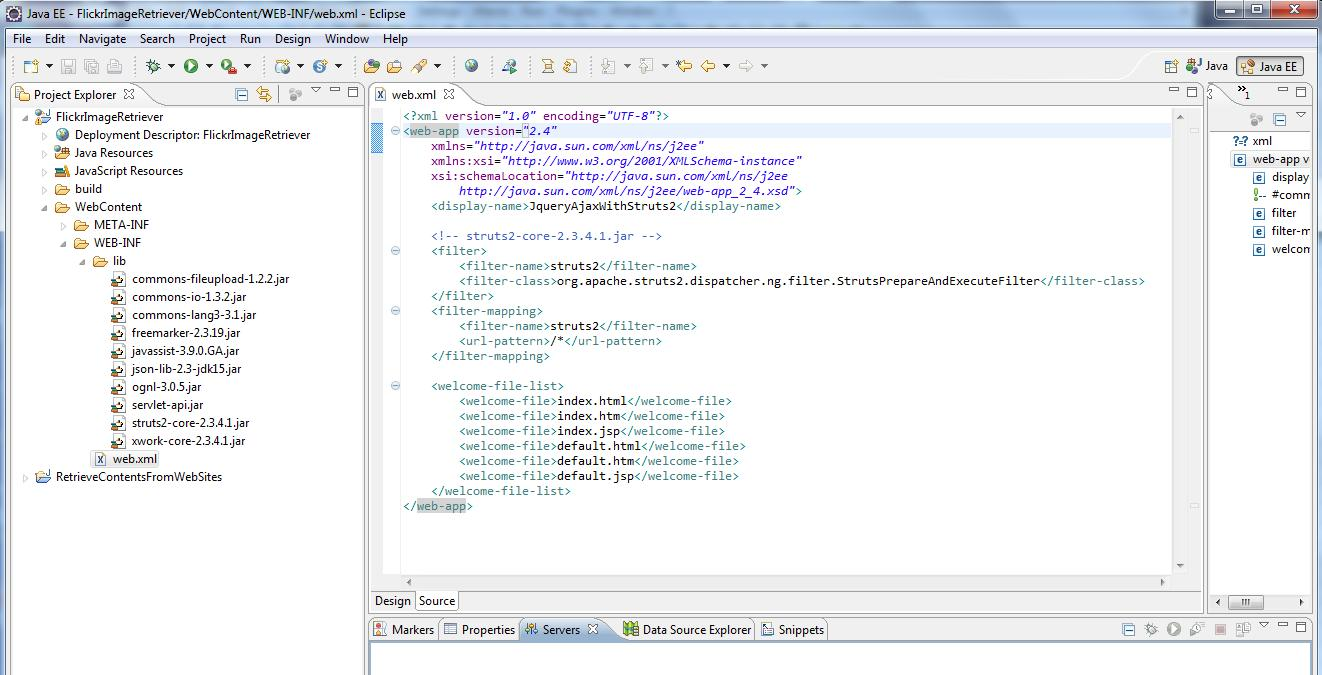 Java EE - FlickrImageRetriever/WebContent/WEB-INF/web.xml - Eclipse
File Edit Navigate Search Project Run Design Window Help
Java Java EE
Project Explorer
FlickrImageRetriever
Deployment Descriptor: FlickrImageRetriever
Java Resources
JavaScript Resources
build
WebContent
META-INF
WEB-INF
lib
commons-fileupload-1.2.2.jar
commons-io-1.3.2.jar
commons-lang3-3.1.jar
freemarker-2.3.19.jar
javassist-3.9.0.GA.jar
json-lib-2.3-jdk15.jar
ognl-3.0.5.jar
servlet-api.jar
struts2-core-2.3.4.1.jar
xwork-core-2.3.4.1.jar
web.xml
RetrieveContentsFromWebSites
web.xml
<?xml version="1.0" encoding="UTF-8"?>
<web-app version="2.4"
xmlns="http://java.sun.com/xml/ns/j2ee"
xmlns:xsi="http://www.w3.org/2001/XMLSchema-instance"
xsi:schemaLocation="http://java.sun.com/xml/ns/j2ee
http://java.sun.com/xml/ns/j2ee/web-app_2_4.xsd">
<display-name>JqueryAjaxWithStruts2</display-name>
<!-- struts2-core-2.3.4.1.jar -->
<filter>
<filter-name>struts2</filter-name>
<filter-class>org.apache.struts2.dispatcher.ng.filter.StrutsPrepareAndExecuteFilter</filter-class>
</filter>
<filter-mapping>
<filter-name>struts2</filter-name>
<url-pattern>/*</url-pattern>
</filter-mapping>
<welcome-file-list>
<welcome-file>index.html</welcome-file>
<welcome-file>index.htm</welcome-file>
<welcome-file>index.jsp</welcome-file>
<welcome-file>default.html</welcome-file>
<welcome-file>default.htm</welcome-file>
<welcome-file>default.jsp</welcome-file>
</welcome-file-list>
</web-app>
Design Source
Markers Properties Servers Data Source Explorer Snippets
1
?=? xml
web-app v
display
#comm
filter
filter-m
welcom